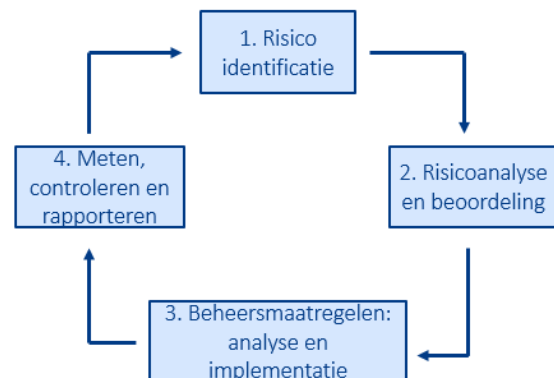 1. Risico
identificatie
2. Risicoanalyse
en beoordeling
3. Beheersmaatregelen:
analyse en
implementatie
4. Meten,
controleren en
rapporteren